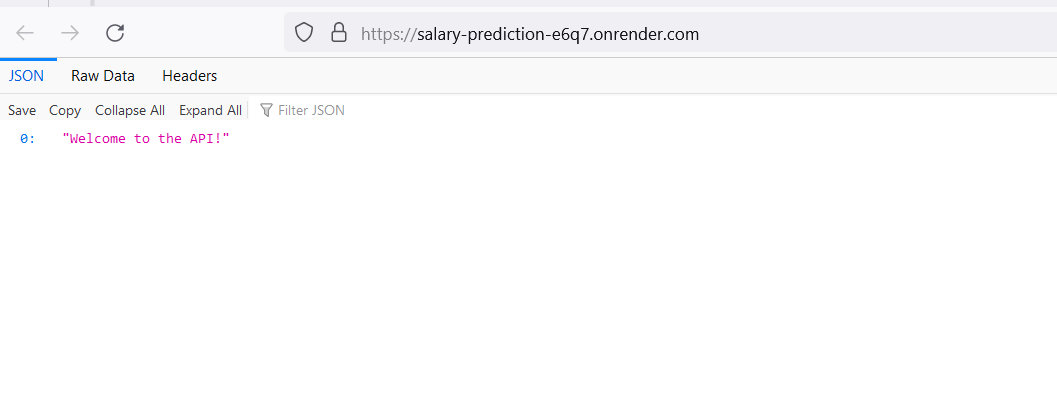 https://salary-prediction-e6q7.onrender.com
JSON Raw Data Headers
Save Copy Collapse All Expand All Filter JSON
0: "Welcome to the API!"